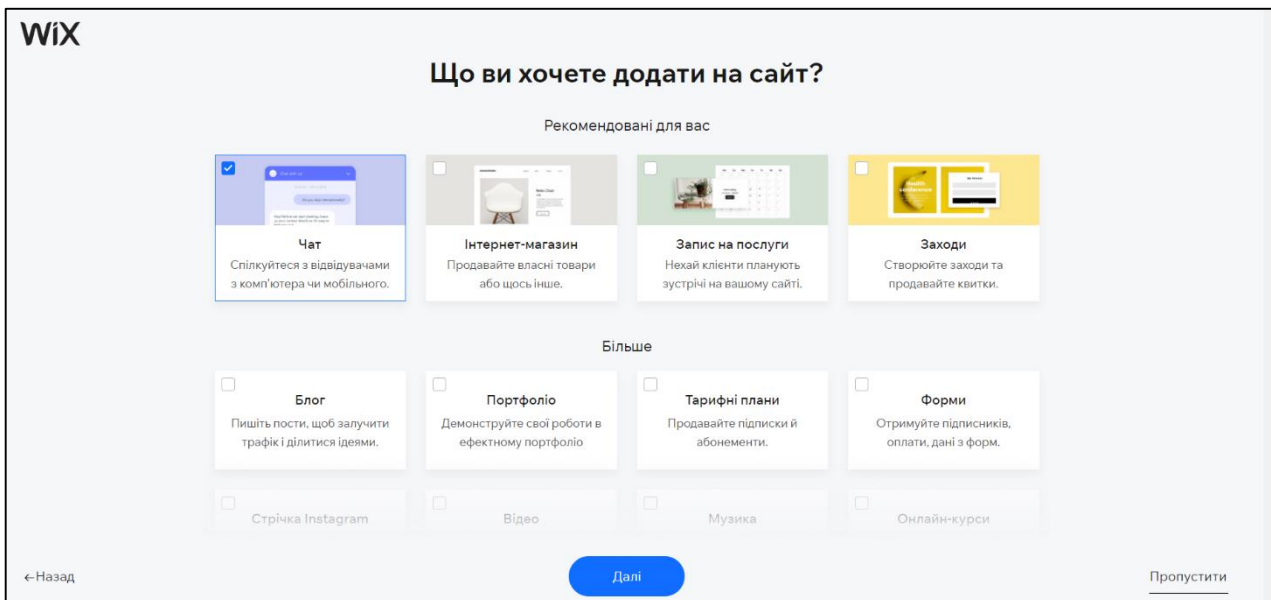 WiX
Що ви хочете додати на сайт?
Рекомендовані для вас
Чат
Спілкуйтеся з відвідувачами
з комп'ютера чи мобільного.
Інтернет-магазин
Продавайте власні товари
або щось інше.
Запис на послуги
Нехай клієнти планують
зустрічі на вашому сайті.
Health
conference
Заходи
Створюйте заходи та
продавайте квитки.
Більше
Блог
Пишіть пости, щоб залучити
трафік і ділитися ідеями.
Портфоліо
Демонструйте свої роботи в
ефектному портфоліо
Тарифні плани
Продавайте підписки й
абонементи.
Форми
Отримуйте підписників,
оплати, дані з форм.
Стрічка Instagram
Відео
Музика
Онлайн-курси
←Назад
Далі
Пропустити